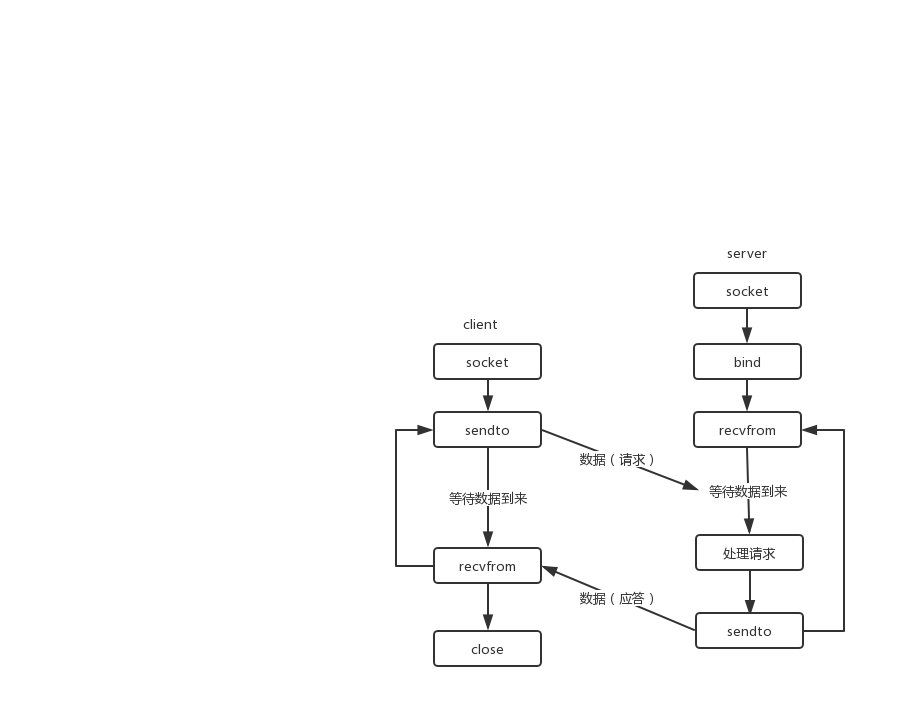 server
socket
client
socket
bind
sendto
recvfrom
数据（请求）
等待数据到来
等待数据到来
处理请求
recvfrom
数据（应答）
sendto
close